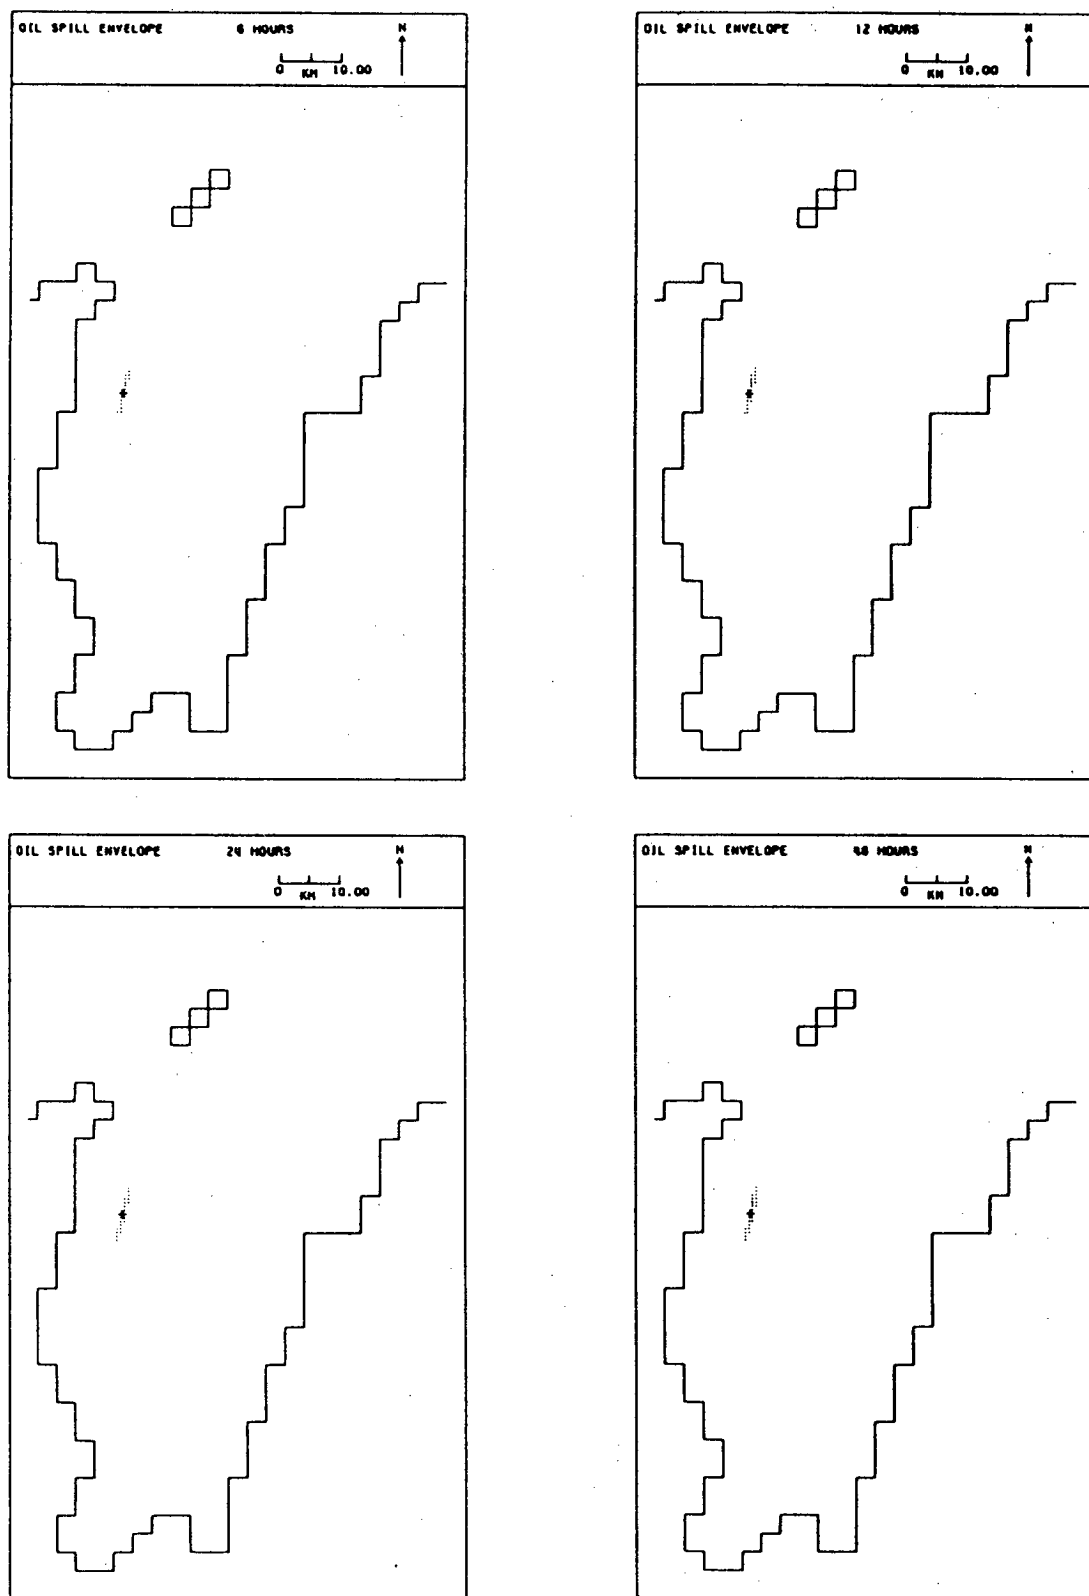 OIL SPILL ENVELOPE 6 HOURS N
0 KM 10.00
OIL SPILL ENVELOPE 12 HOURS N
0 KM 10.00
OIL SPILL ENVELOPE 24 HOURS N
0 KM 10.00
OIL SPILL ENVELOPE 48 HOURS N
0 KM 10.00